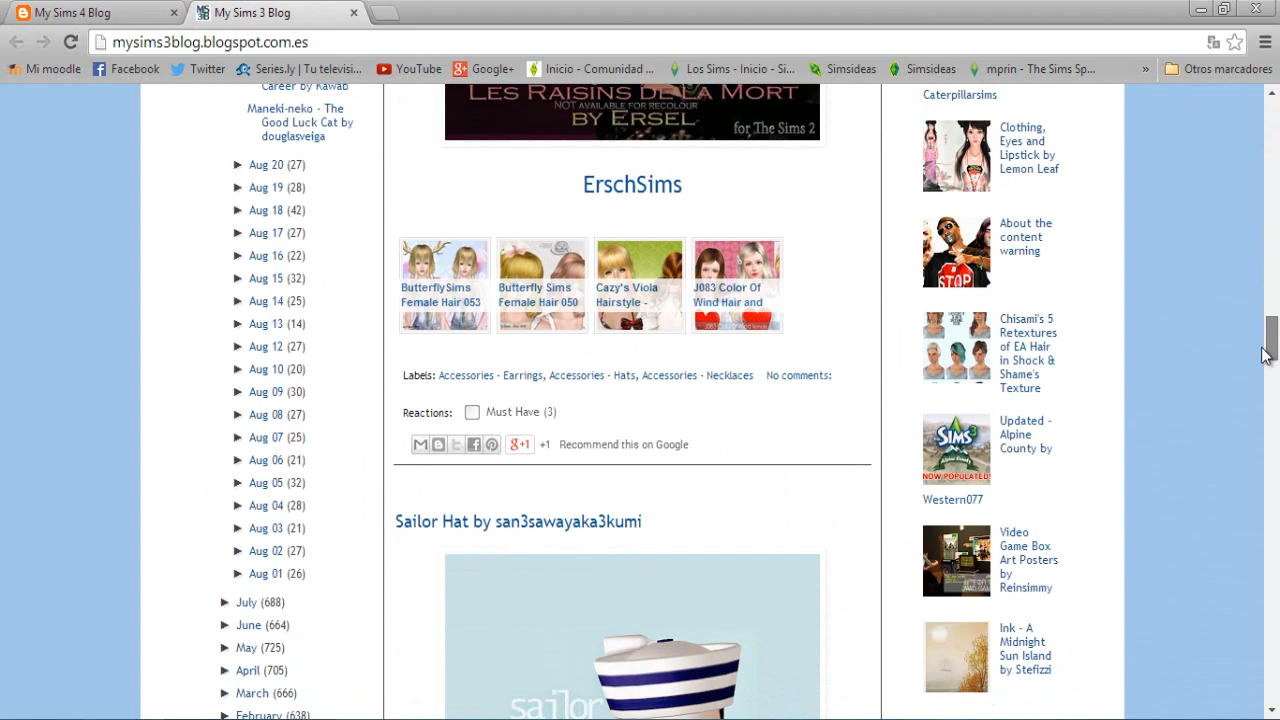 My Sims 4 Blog
My Sims 3 Blog
mysims3blog.blogspot.com.es
Mi moodle
Facebook
Twitter
Series.ly | Tu televisi...
YouTube
Google+
Inicio - Comunidad ...
Los Sims - Inicio - Si...
Simsideas
Simsideas
mprin - The Sims Sp...
»
Otros marcadores
Career by Kawab
Maneki-neko - The
Good Luck Cat by
douglasveiga
Aug 20 (27)
Aug 19 (28)
Aug 18 (42)
Aug 17 (27)
Aug 16 (22)
Aug 15 (32)
Aug 14 (25)
Aug 13 (14)
Aug 12 (27)
Aug 10 (20)
Aug 09 (30)
Aug 08 (27)
Aug 07 (25)
Aug 06 (21)
Aug 05 (32)
Aug 04 (28)
Aug 03 (21)
Aug 02 (27)
Aug 01 (26)
July (688)
June (664)
May (725)
April (705)
March (666)
February (638)
LES RAISINS DE LA MORT
NOT AVAILABLE FOR RECOLOUR
BY ERSEL
for The Sims 2
ErschSims
ButterflySims
Female Hair 053
Butterfly Sims
Female Hair 050
Cazy's Viola
Hairstyle -
J083 Color Of
Wind Hair and
Labels: Accessories - Earrings, Accessories - Hats, Accessories - Necklaces No comments:
Reactions: Must Have (3)
g+1 +1 Recommend this on Google
Sailor Hat by san3sawayaka3kumi
sailor
Caterpillarsims
Clothing,
Eyes and
Lipstick by
Lemon Leaf
About the
content
warning
STOP
Chisami's 5
Retextures
of EA Hair
in Shock &
Shame's
Texture
Updated -
Alpine
County by
Western077
SIMS3
NOW POPULATED!
Video
Game Box
Art Posters
by
Reinsimmy
Ink - A
Midnight
Sun Island
by Stefizzi